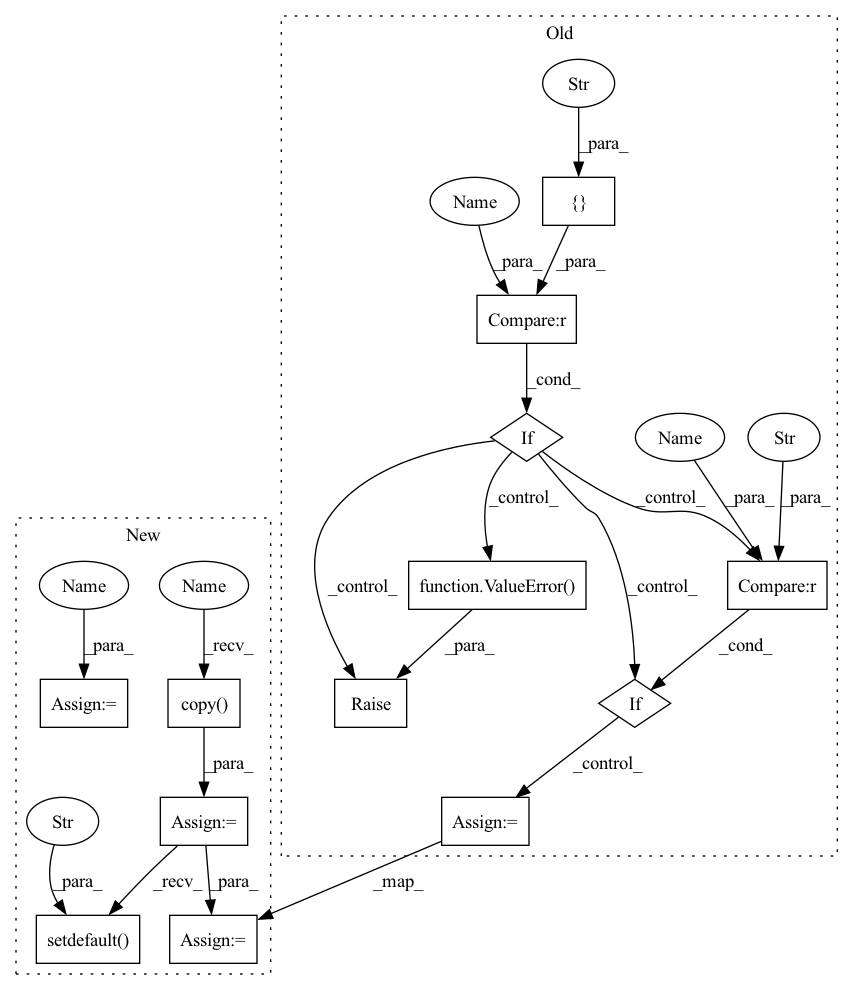 Old
Str
_para_
Name
{}
_para_
_para_
Compare:r
_cond_
If
Name
Str
_control_
_control_
_para_
_para_
New
Name
Name
function.ValueError()
Compare:r
_control_
_control_
_para_
_recv_
_para_
_cond_
Assign:=
copy()
Raise
If
_para_
_control_
Str
Assign:=
Assign:=
_para_
_recv_
_para_
_map_
setdefault()
Assign:=